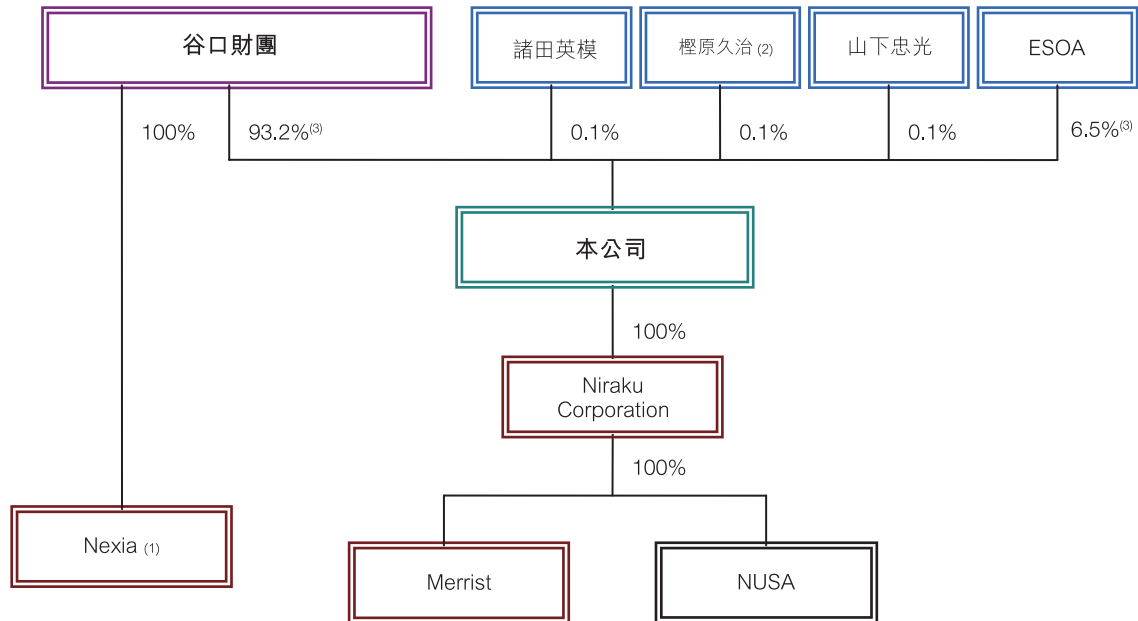 谷口財團
諸田英模
樫原久治 (2)
山下忠光
ESOA
100%
93.2%(3)
0.1%
0.1%
0.1%
6.5%(3)
本公司
100%
Niraku
Corporation
100%
Nexia (1)
Merrist
NUSA